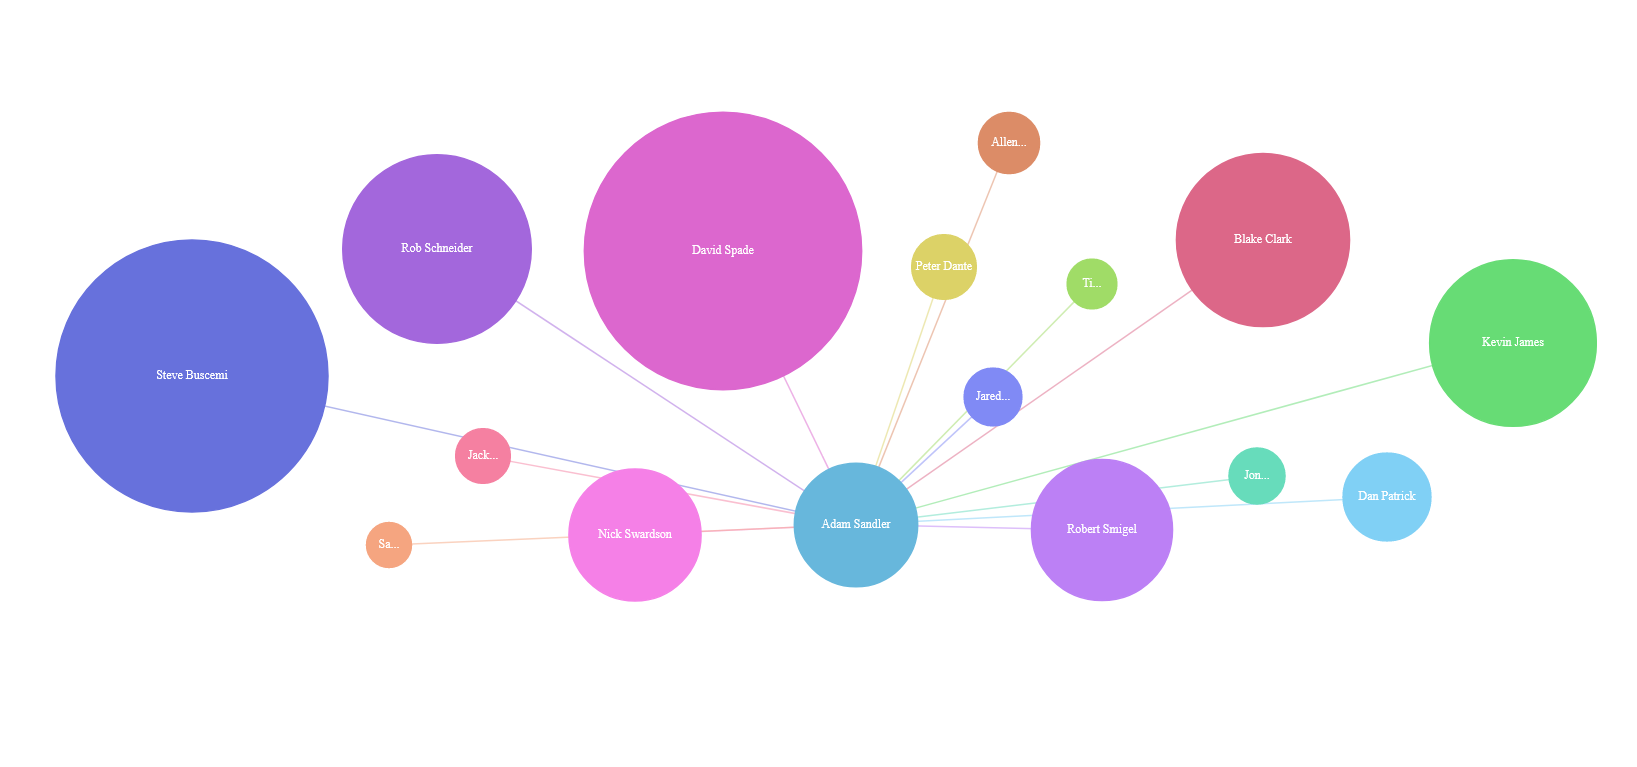 Allen...
Rob Schneider
David Spade
Blake Clark
Peter Dante
Ti...
Kevin James
Steve Buscemi
Jared...
Jack...
Jon...
Dan Patrick
Adam Sandler
Robert Smigel
Nick Swardson
Sa...